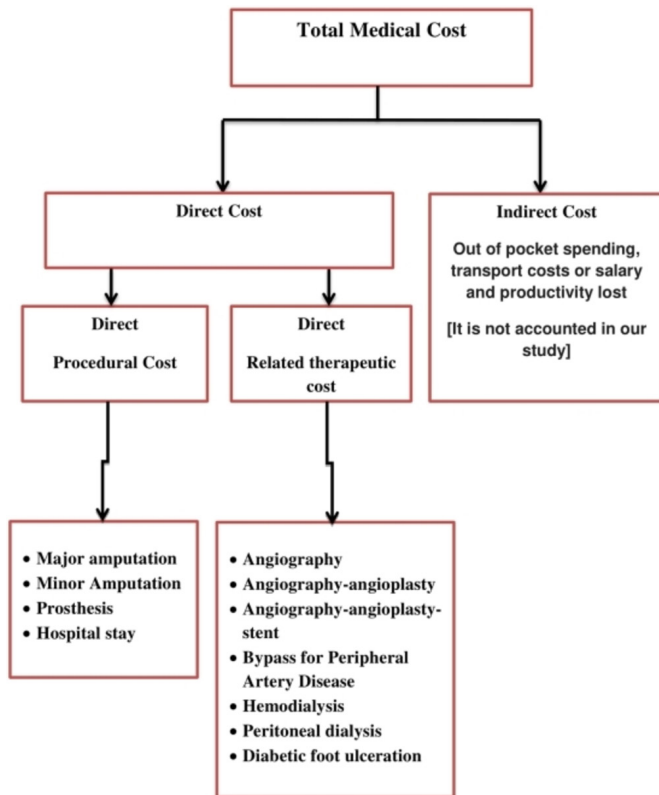 Total Medical Cost
Direct Cost
Indirect Cost
Out of pocket spending,
transport costs or salary
and productivity lost
[It is not accounted in our
study]
Direct
Procedural Cost
Direct
Related therapeutic
cost
• Major amputation
• Minor Amputation
• Prosthesis
• Hospital stay
• Angiography
• Angiography-angioplasty
• Angiography-angioplasty-
stent
• Bypass for Peripheral
Artery Disease
• Hemodialysis
• Peritoneal dialysis
• Diabetic foot ulceration